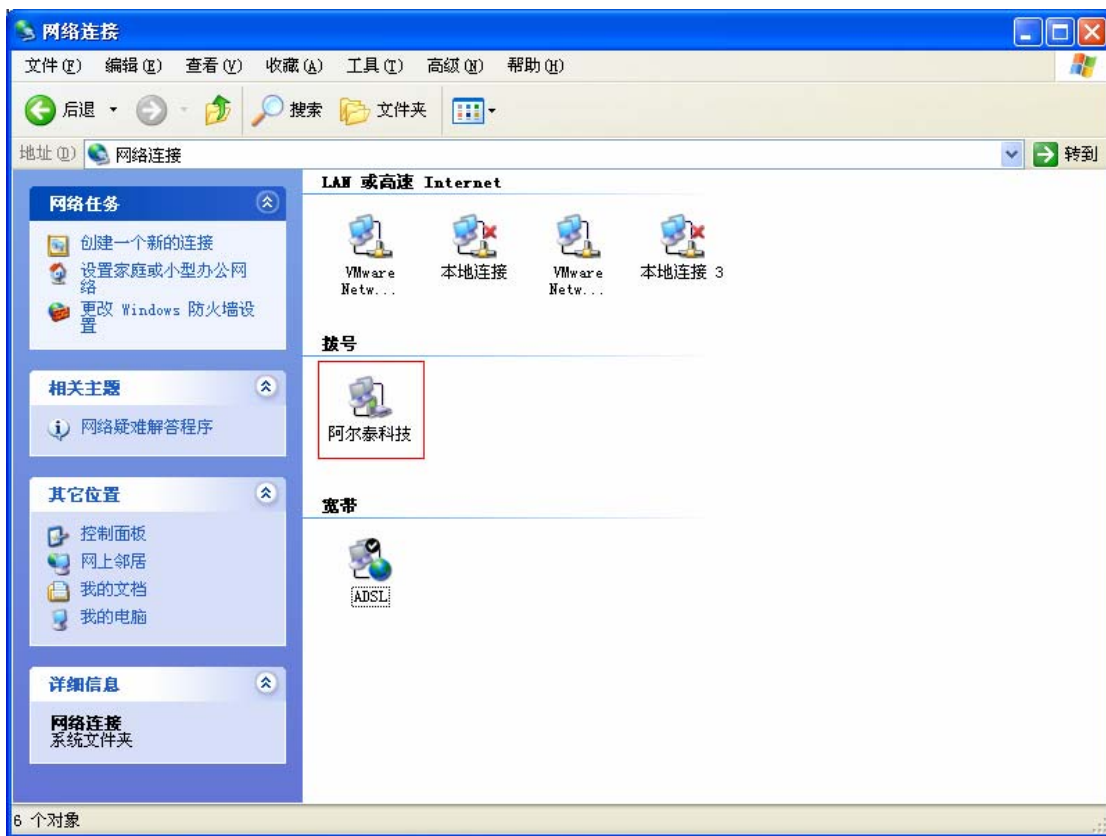 网络连接
文件(F) 编辑(E) 查看(V) 收藏(A) 工具(T) 高级(N) 帮助(H)
后退 搜索 文件夹
地址(D) 网络连接 转到
网络任务
创建一个新的连接
设置家庭或小型办公网
络
更改 Windows 防火墙设
置
相关主题
网络疑难解答程序
其它位置
控制面板
网上邻居
我的文档
我的电脑
详细信息
网络连接
系统文件夹
LAN 或高速 Internet
VMware
Netw...
本地连接
VMware
Netw...
本地连接 3
拨号
阿尔泰科技
宽带
ADSL
6 个对象